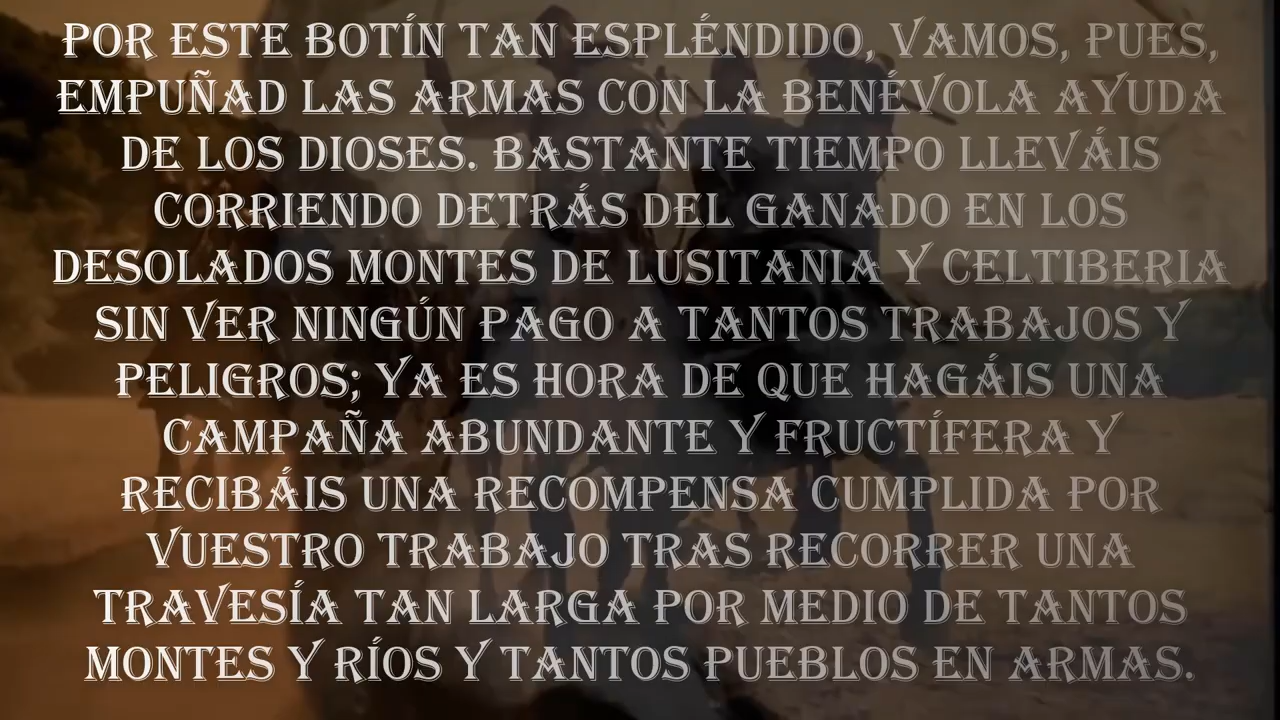 POR ESTE BOTÍN TAN ESPLÉNDIDO, VAMOS, PUES,
EMPUÑAD LAS ARMAS CON LA BENÉVOLA AYUDA
DE LOS DIOSES. BASTANTE TIEMPO LLEVÁIS
CORRIENDO DETRÁS DEL GANADO EN LOS
DESOLADOS MONTES DE LUSITANIA Y CELTIBERIA
SIN VER NINGÚN PAGO A TANTOS TRABAJOS Y
PELIGROS; YA ES HORA DE QUE HAGÁIS UNA
CAMPAÑA ABUNDANTE Y FRUCTÍFERA Y
RECIBÁIS UNA RECOMPENSA CUMPLIDA POR
VUESTRO TRABAJO TRAS RECORRER UNA
TRAVESÍA TAN LARGA POR MEDIO DE TANTOS
MONTES Y RÍOS Y TANTOS PUEBLOS EN ARMAS.